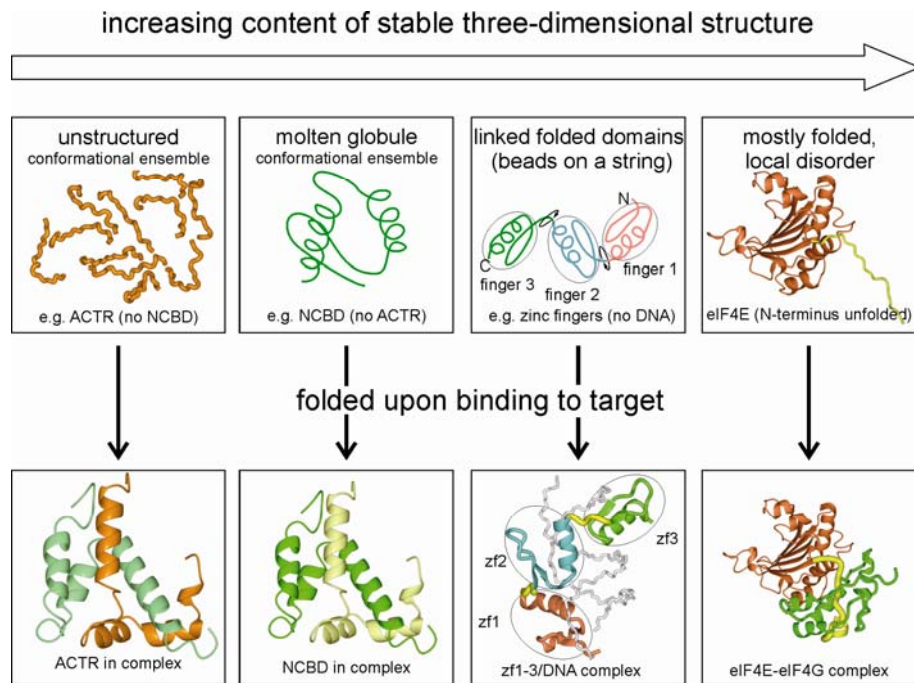 increasing content of stable three-dimensional structure
unstructured
conformational ensemble
e.g. ACTR (no NCBD)
molten globule
conformational ensemble
e.g. NCBD (no ACTR)
linked folded domains
(beads on a string)
N
C
finger 3
finger 2
finger 1
e.g. zinc fingers (no DNA)
mostly folded,
local disorder
eIF4E (N-terminus unfolded)
folded upon binding to target
ACTR in complex
NCBD in complex
zf3
zf2
zf1
zf1-3/DNA complex
eIF4E-eIF4G complex